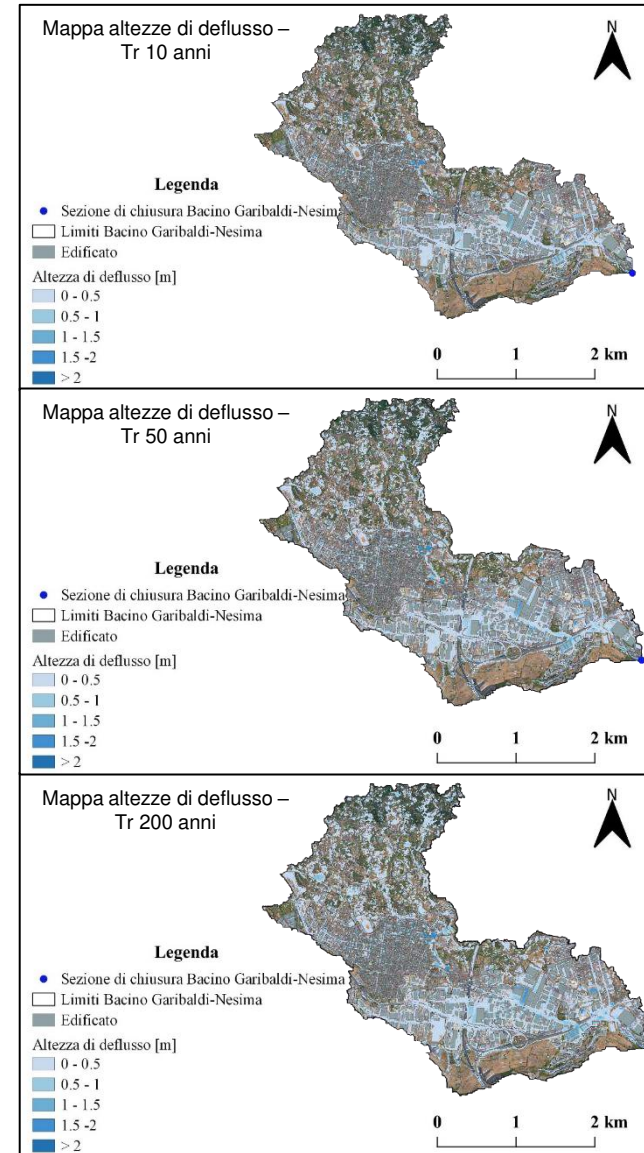 Mappa altezze di deflusso –
Tr 10 anni
N
Legenda
Sezione di chiusura Bacino Garibaldi-Nesima
Limiti Bacino Garibaldi-Nesima
Edificato
Altezza di deflusso [m]
0 - 0.5
0.5 - 1
1 - 1.5
1.5 -2
> 2
0 1 2 km
Mappa altezze di deflusso –
Tr 50 anni
N
Legenda
Sezione di chiusura Bacino Garibaldi-Nesima
Limiti Bacino Garibaldi-Nesima
Edificato
Altezza di deflusso [m]
0 - 0.5
0.5 - 1
1 - 1.5
1.5 -2
> 2
0 1 2 km
Mappa altezze di deflusso –
Tr 200 anni
N
Legenda
Sezione di chiusura Bacino Garibaldi-Nesima
Limiti Bacino Garibaldi-Nesima
Edificato
Altezza di deflusso [m]
0 - 0.5
0.5 - 1
1 - 1.5
1.5 -2
> 2
0 1 2 km